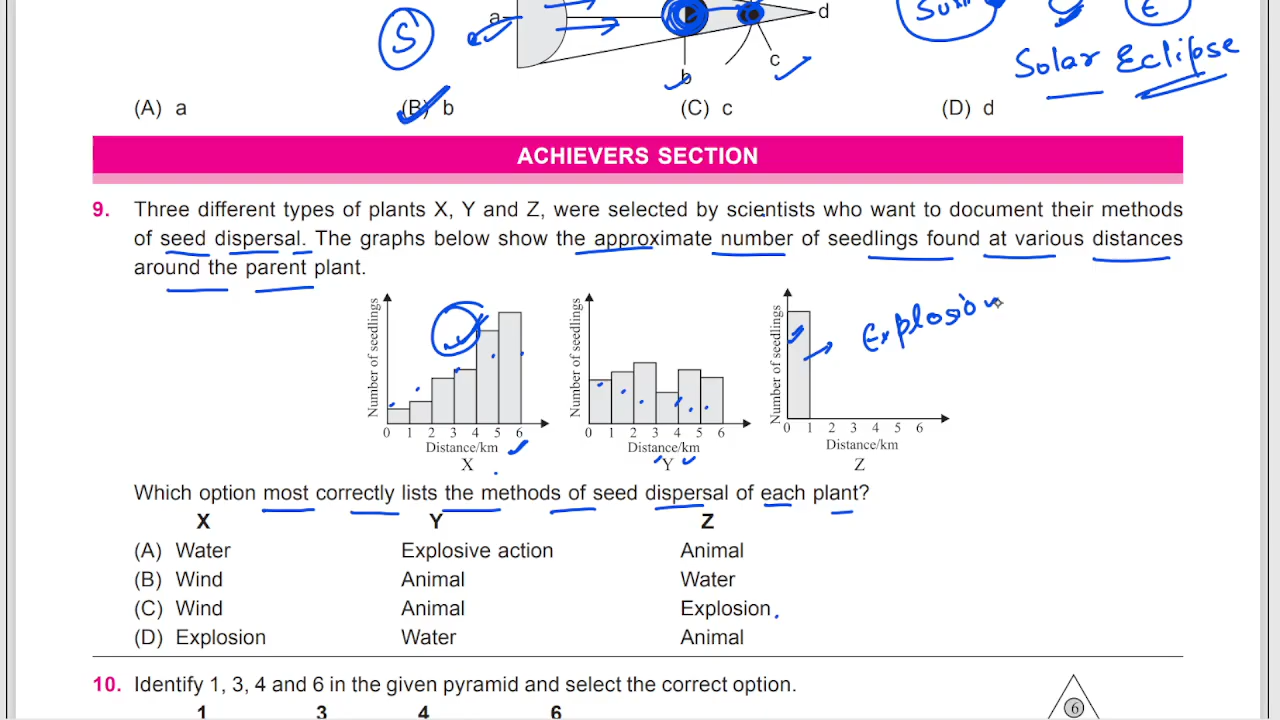 S
a
b
c
d
Sun
E
Solar Eclipse
(A) a (B) b (C) c (D) d
ACHIEVERS SECTION
9. Three different types of plants X, Y and Z, were selected by scientists who want to document their methods
of seed dispersal. The graphs below show the approximate number of seedlings found at various distances
around the parent plant.
Number of seedlings
0 1 2 3 4 5 6
Distance/km
X
Number of seedlings
0 1 2 3 4 5 6
Distance/km
Y
Number of seedlings
0 1 2 3 4 5 6
Distance/km
Z
Explosion
Which option most correctly lists the methods of seed dispersal of each plant?
X Y Z
(A) Water Explosive action Animal
(B) Wind Animal Water
(C) Wind Animal Explosion
(D) Explosion Water Animal
10. Identify 1, 3, 4 and 6 in the given pyramid and select the correct option.
1 3 4 6
6